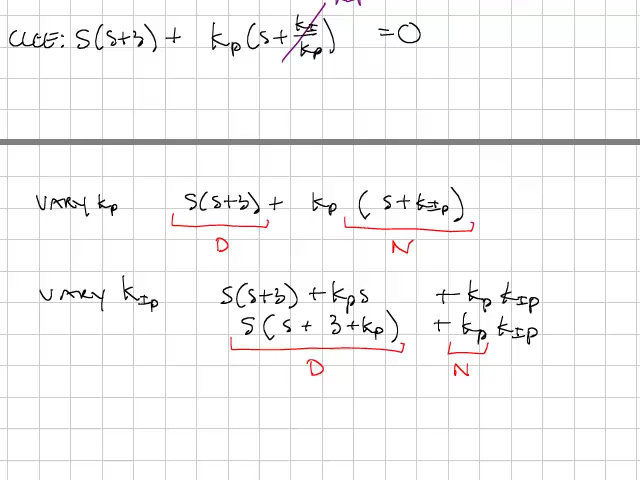 CLCE: S(S+3) + Kp(S+ KI/Kp) =0
VARY Kp S(S+3) + Kp (S+KIp)
D N
VARY KIp S(S+3) + KpS + Kp KIp
S(S+ 3+Kp) + Kp KIp
D N